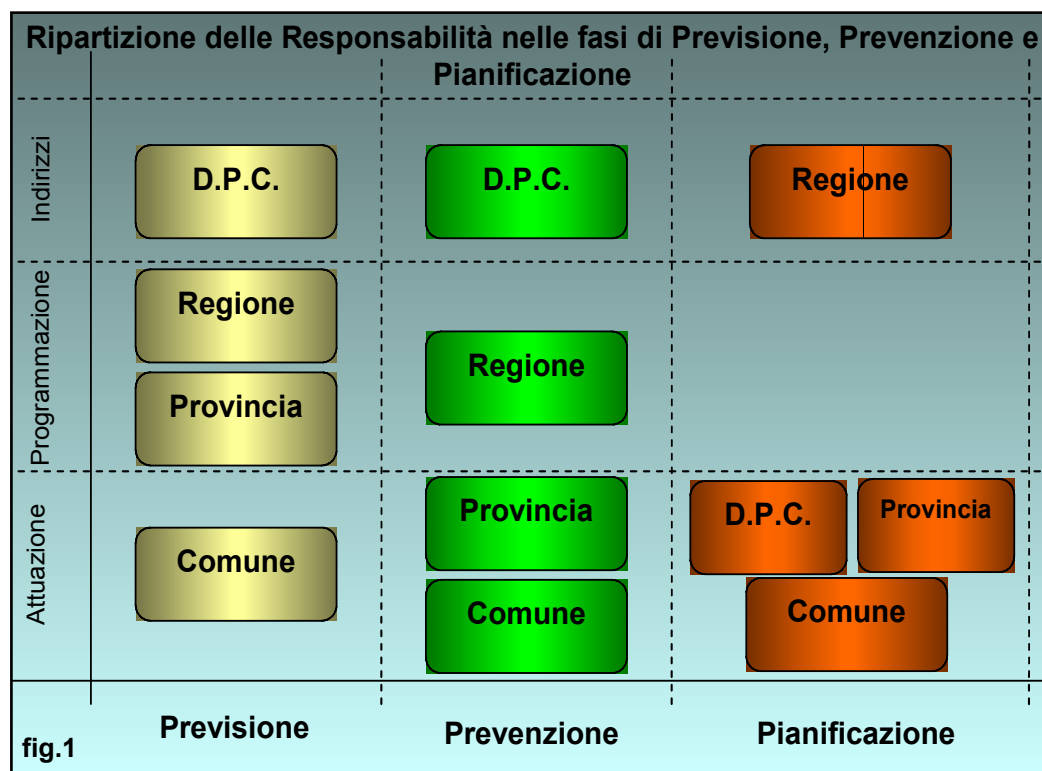 Ripartizione delle Responsabilità nelle fasi di Previsione, Prevenzione e
Pianificazione
Indirizzi
D.P.C.
D.P.C.
Regione
Programmazione
Regione
Provincia
Regione
Attuazione
Comune
Provincia
Comune
D.P.C.
Provincia
Comune
Previsione
Prevenzione
Pianificazione
fig.1